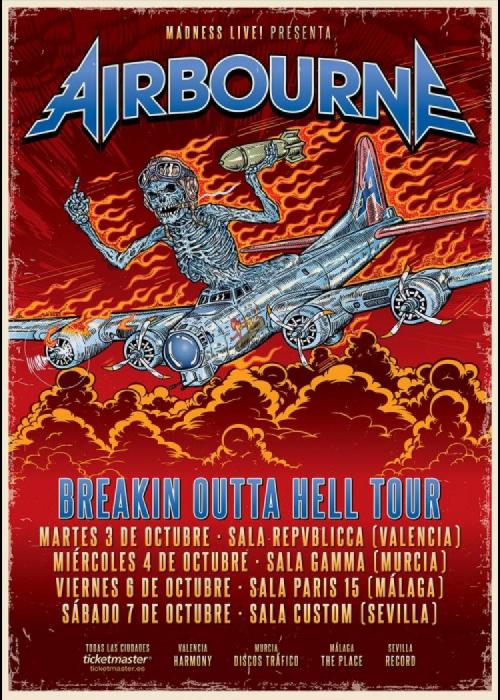 MADNESS LIVE! PRESENTA
AIRBOURNE
BREAKIN OUTTA HELL TOUR
MARTES 3 DE OCTUBRE · SALA REPVBLICCA (VALENCIA)
MIÉRCOLES 4 DE OCTUBRE · SALA GAMMA (MURCIA)
VIERNES 6 DE OCTUBRE · SALA PARIS 15 (MÁLAGA)
SÁBADO 7 DE OCTUBRE · SALA CUSTOM (SEVILLA)
TODAS LAS CIUDADES VALENCIA MURCIA MÁLAGA SEVILLA
ticketmaster® HARMONY DISCOS TRÁFICO THE PLACE RECORD
ticketmaster.es